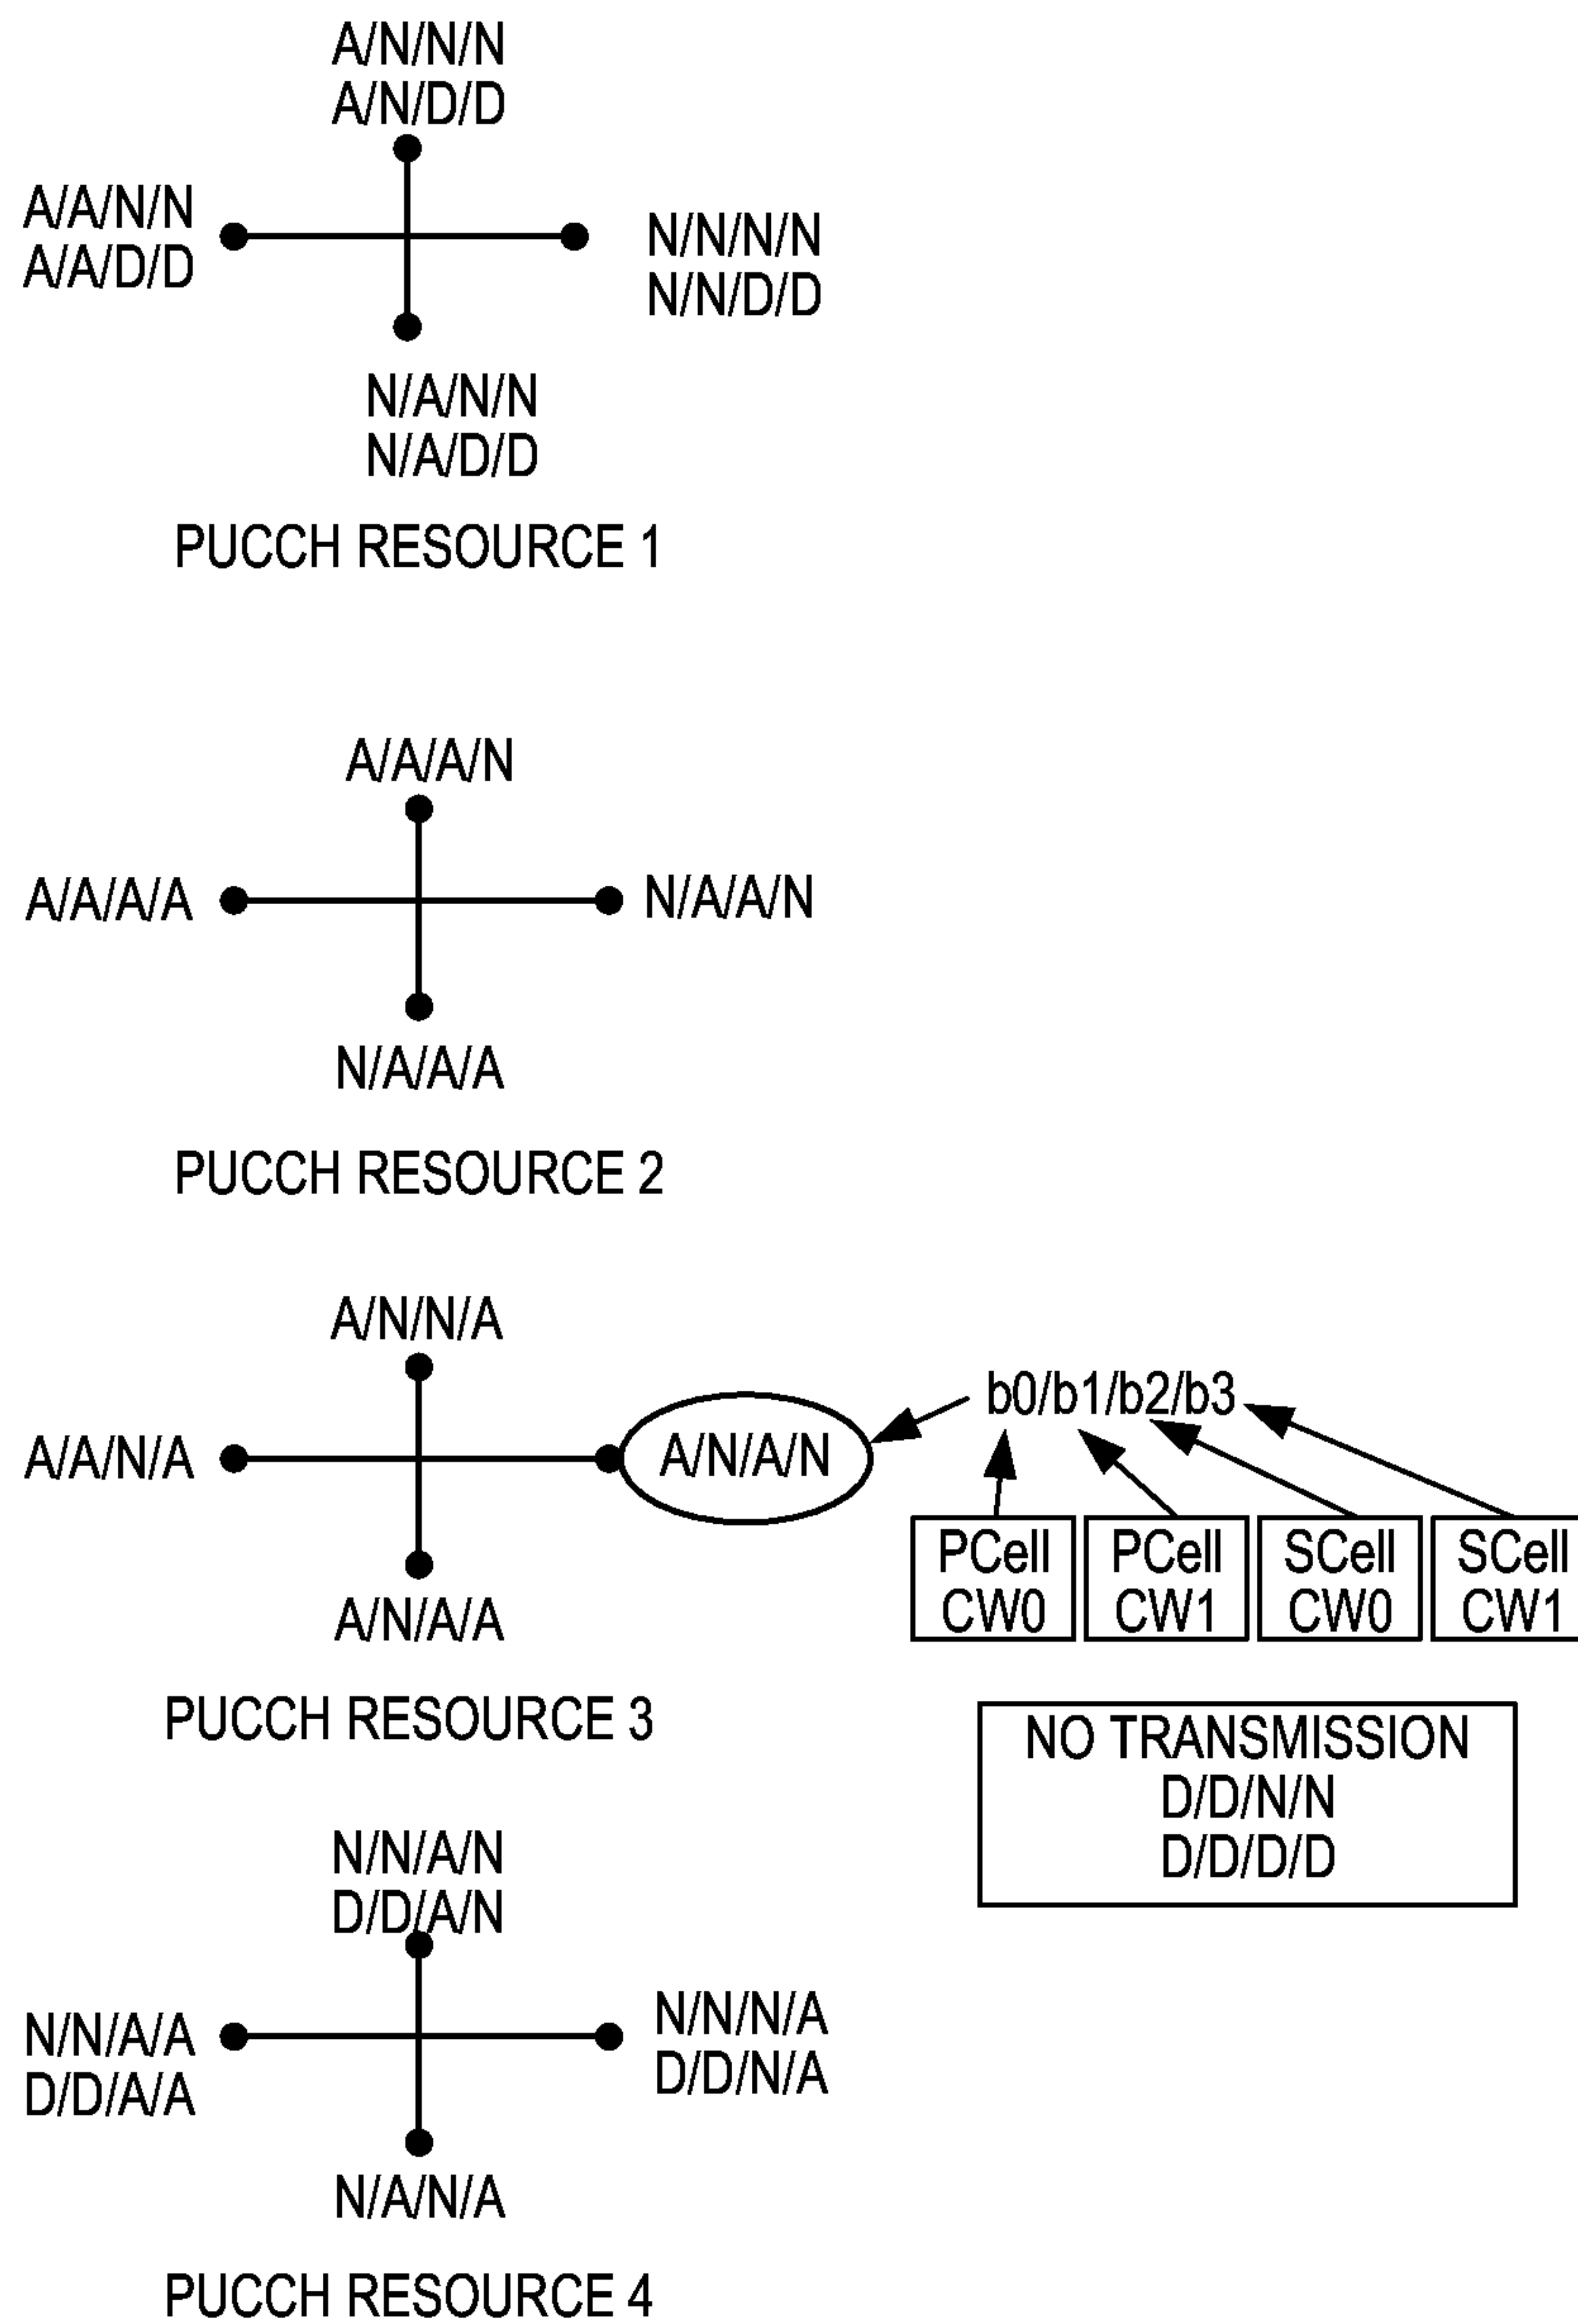 A/N/N/N
A/N/D/D
A/A/N/N
A/A/D/D
N/N/N/N
N/N/D/D
N/A/N/N
N/A/D/D
PUCCH RESOURCE 1
A/A/A/N
A/A/A/A
N/A/A/N
N/A/A/A
PUCCH RESOURCE 2
A/N/N/A
A/A/N/A
A/N/A/N
b0/b1/b2/b3
PCell
CW0
PCell
CW1
SCell
CW0
SCell
CW1
A/N/A/A
PUCCH RESOURCE 3
NO TRANSMISSION
D/D/N/N
D/D/D/D
N/N/A/N
D/D/A/N
N/N/A/A
D/D/A/A
N/N/N/A
D/D/N/A
N/A/N/A
PUCCH RESOURCE 4